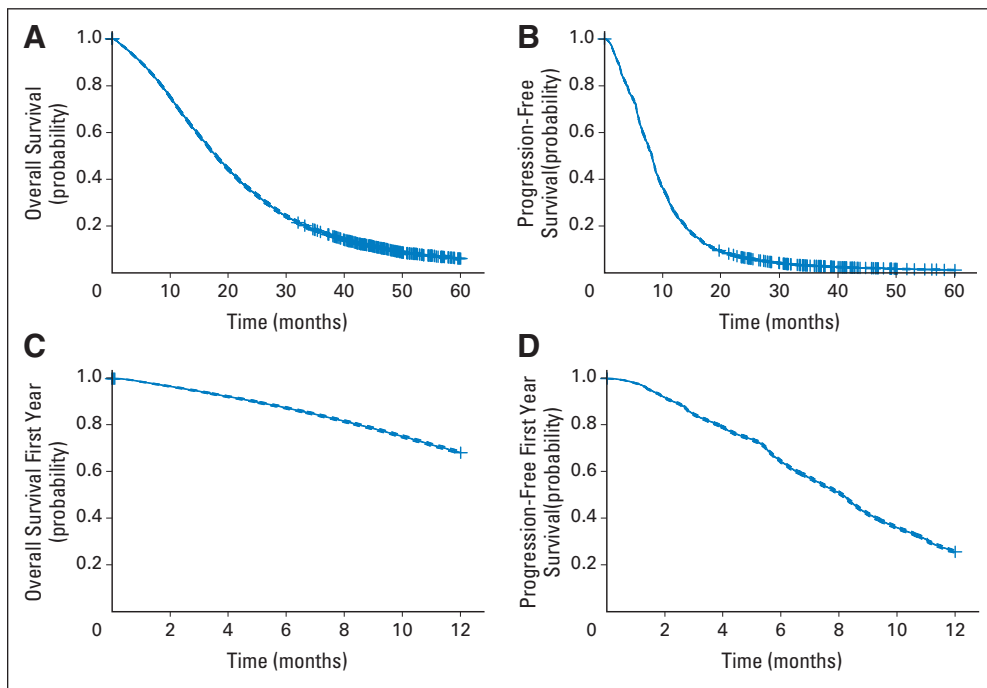 A
Overall Survival
(probability)
1.0
0.8
0.6
0.4
0.2
0 10 20 30 40 50 60
Time (months)
B
Progression-Free
Survival(probability)
1.0
0.8
0.6
0.4
0.2
0 10 20 30 40 50 60
Time (months)
C
Overall Survival First Year
(probability)
1.0
0.8
0.6
0.4
0.2
0 2 4 6 8 10 12
Time (months)
D
Progression-Free First Year
Survival(probability)
1.0
0.8
0.6
0.4
0.2
0 2 4 6 8 10 12
Time (months)